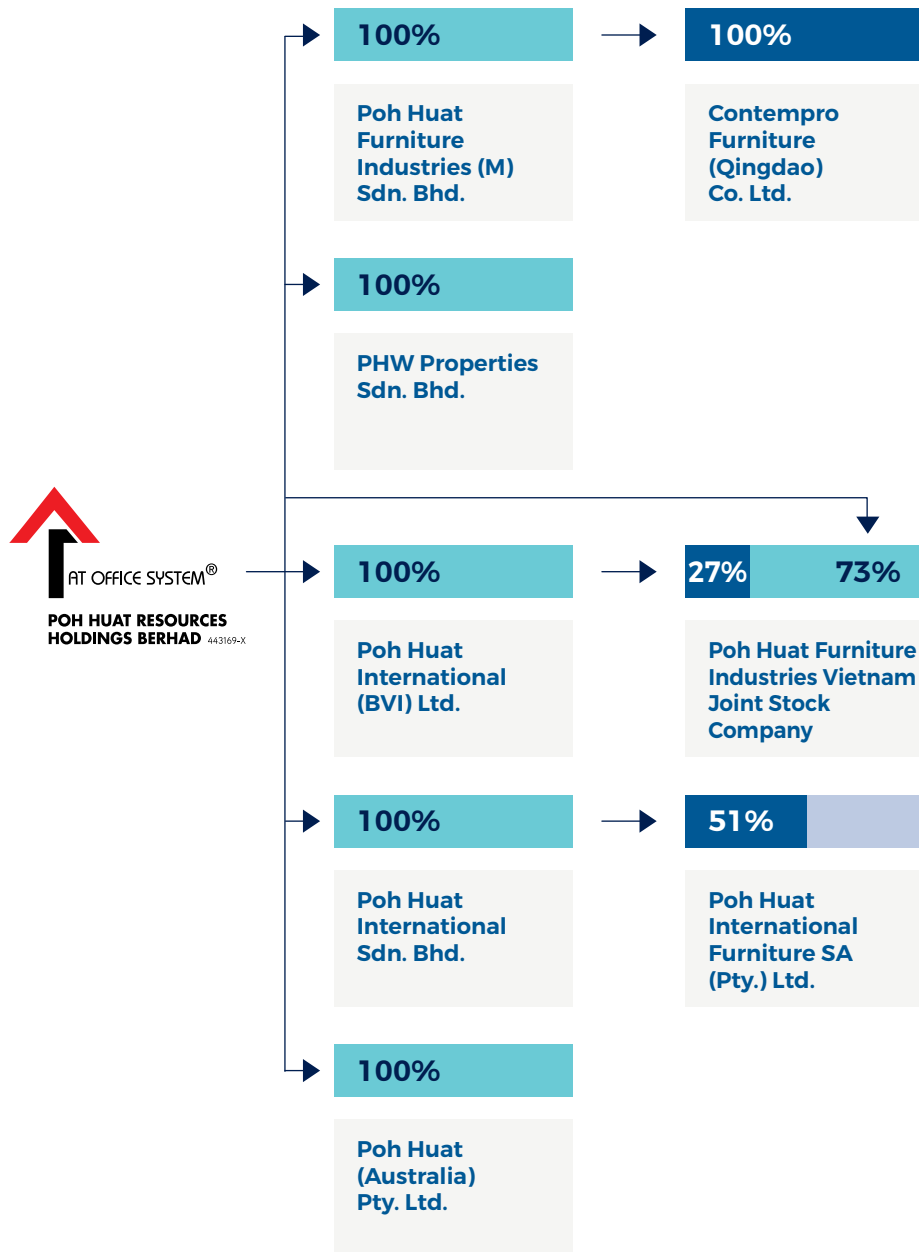 100%
100%
Poh Huat
Furniture
Industries (M)
Sdn. Bhd.
Contempro
Furniture
(Qingdao)
Co. Ltd.
100%
PHW Properties
Sdn. Bhd.
AT OFFICE SYSTEM®
POH HUAT RESOURCES
HOLDINGS BERHAD 443169-X
100%
27% 73%
Poh Huat
International
(BVI) Ltd.
Poh Huat Furniture
Industries Vietnam
Joint Stock
Company
100%
51%
Poh Huat
International
Sdn. Bhd.
Poh Huat
International
Furniture SA
(Pty.) Ltd.
100%
Poh Huat
(Australia)
Pty. Ltd.